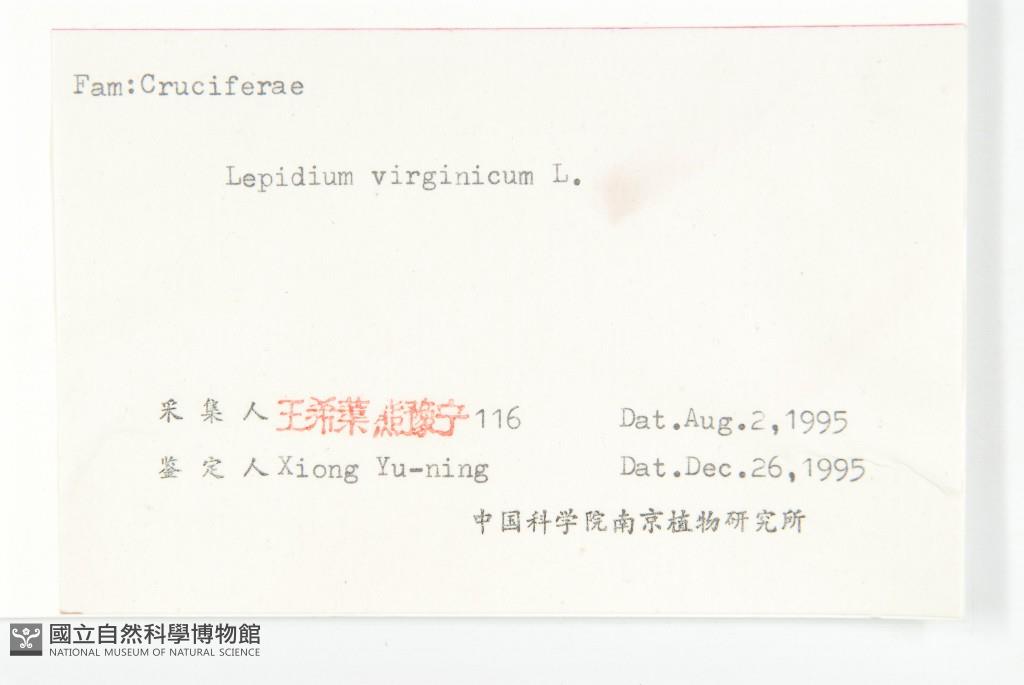 Fam:Cruciferae
Lepidium virginicum L.
采集人 王希蕖 熊豫宁 116 Dat.Aug.2,1995
鉴定人 Xiong Yu-ning Dat.Dec.26,1995
中国科学院南京植物研究所
國立自然科學博物館
NATIONAL MUSEUM OF NATURAL SCIENCE